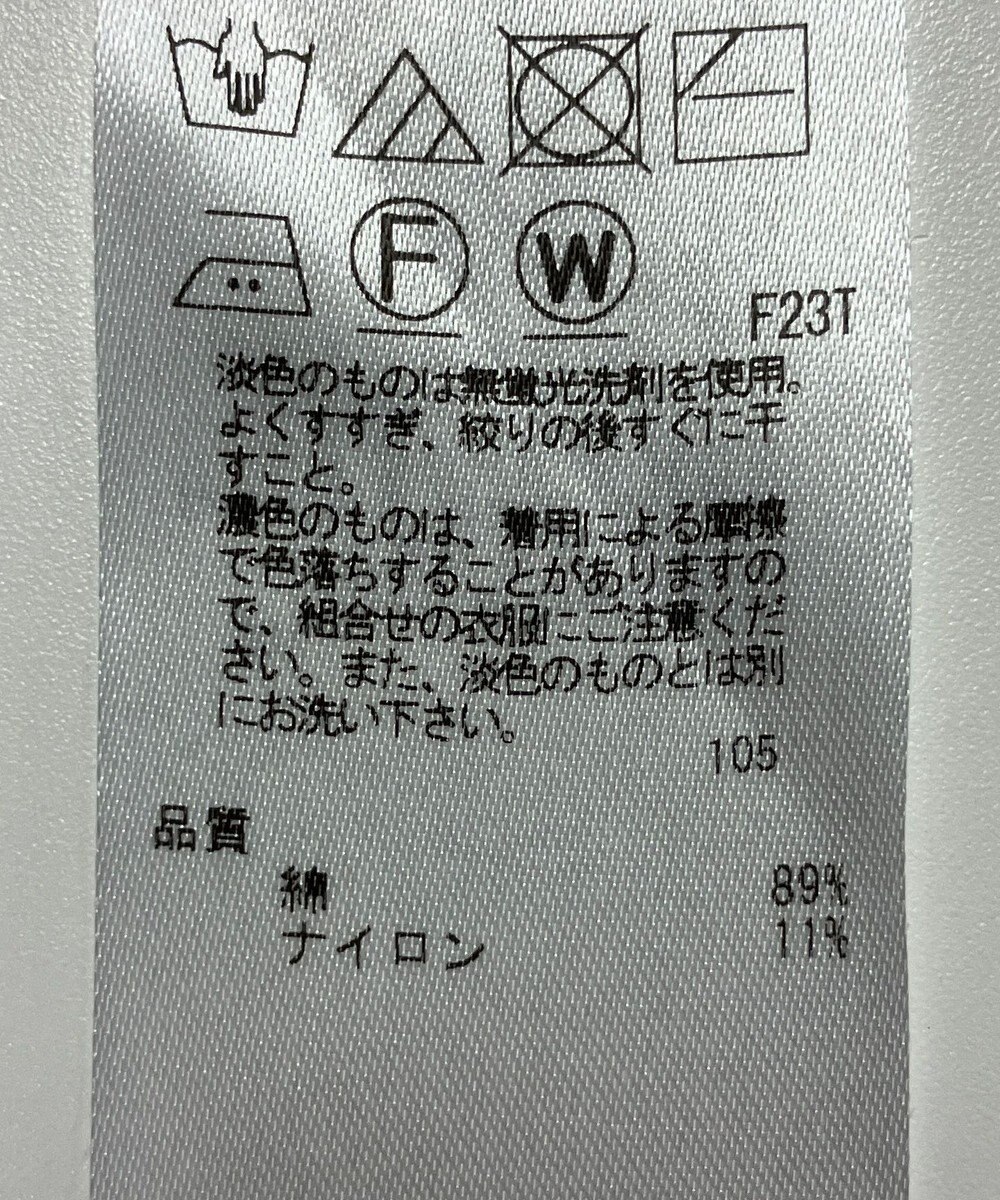 F
W
F23T
淡色のものは無蛍光洗剤を使用。
よくすすぎ、絞りの後すぐに干
すこと。
濃色のものは、着用による摩擦
で色落ちすることがありますの
で、組合せの衣服にご注意くだ
さい。また、淡色のものとは別
にお洗い下さい。
105
品質
綿 89%
ナイロン 11%